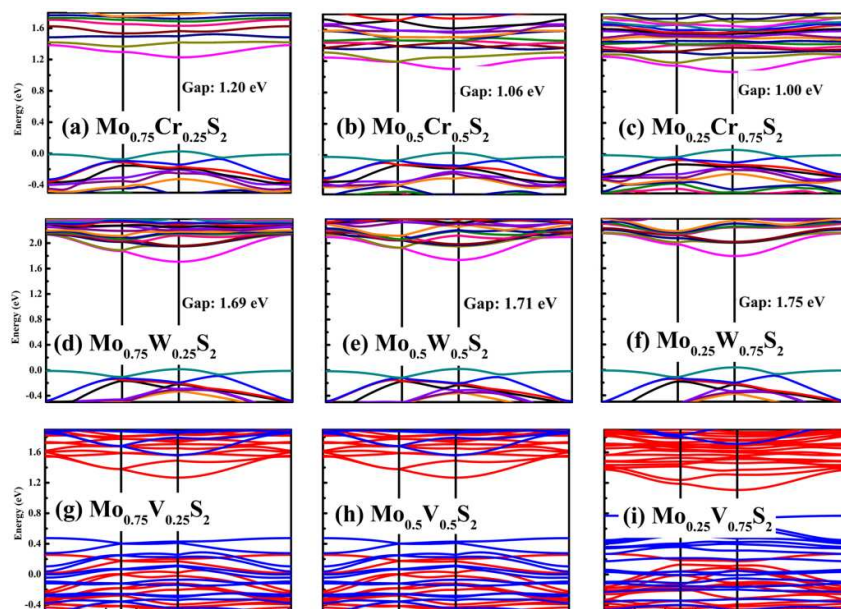 Energy (eV)
1.6
1.2
0.8
0.4
0.0
-0.4
Gap: 1.20 eV
(a) Mo0.75Cr0.25S2
Gap: 1.06 eV
(b) Mo0.5Cr0.5S2
Gap: 1.00 eV
(c) Mo0.25Cr0.75S2
Energy (eV)
2.0
1.6
1.2
0.8
0.4
0.0
-0.4
Gap: 1.69 eV
(d) Mo0.75W0.25S2
Gap: 1.71 eV
(e) Mo0.5W0.5S2
Gap: 1.75 eV
(f) Mo0.25W0.75S2
Energy (eV)
1.6
1.2
0.8
0.4
0.0
-0.4
(g) Mo0.75V0.25S2
(h) Mo0.5V0.5S2
(i) Mo0.25V0.75S2